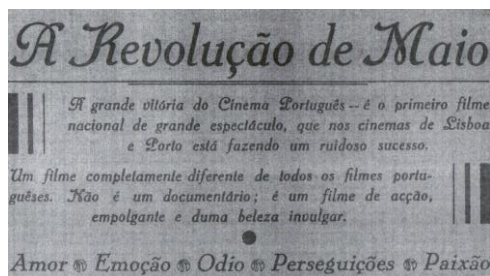 A Revolução de Maio
A grande vitória do Cinema Português -- é o primeiro filme
nacional de grande espectáculo, que nos cinemas de Lisboa
e Porto está fazendo um ruidoso sucesso.
Um filme completamente diferente de todos os filmes portu-
guêses. Não é um documentário; é um filme de acção,
empolgante e duma beleza invulgar.
Amor Emoção Odio Perseguições Paixão